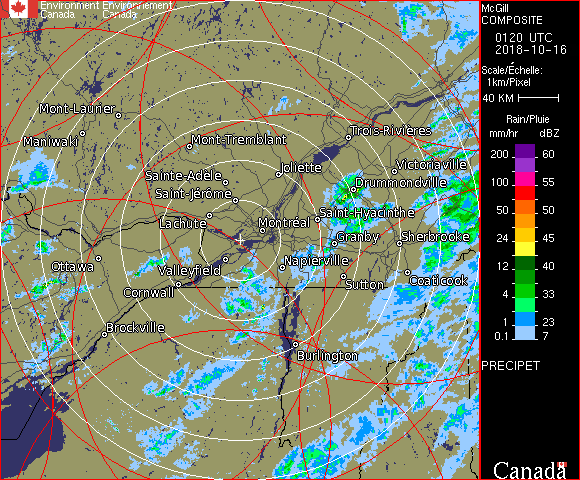 Environment Environnement
Canada Canada
McGill
COMPOSITE
0120 UTC
2018-10-16
Scale/Échelle:
1km/Pixel
40 KM
Rain/Pluie
mm/hr dBZ
200 60
100 55
50 50
24 45
12 40
4 33
1 23
0.1 7
PRECIPET
Canada
Mont-Laurier
Maniwaki
Mont-Tremblant
Trois-Rivières
Joliette
Victoriaville
Sainte-Adèle
Drummondville
Saint-Jérôme
Saint-Hyacinthe
Lachute
Montréal
Granby
Sherbrooke
Ottawa
Valleyfield
Napierville
Cornwall
Sutton
Coaticook
Brockville
Burlington